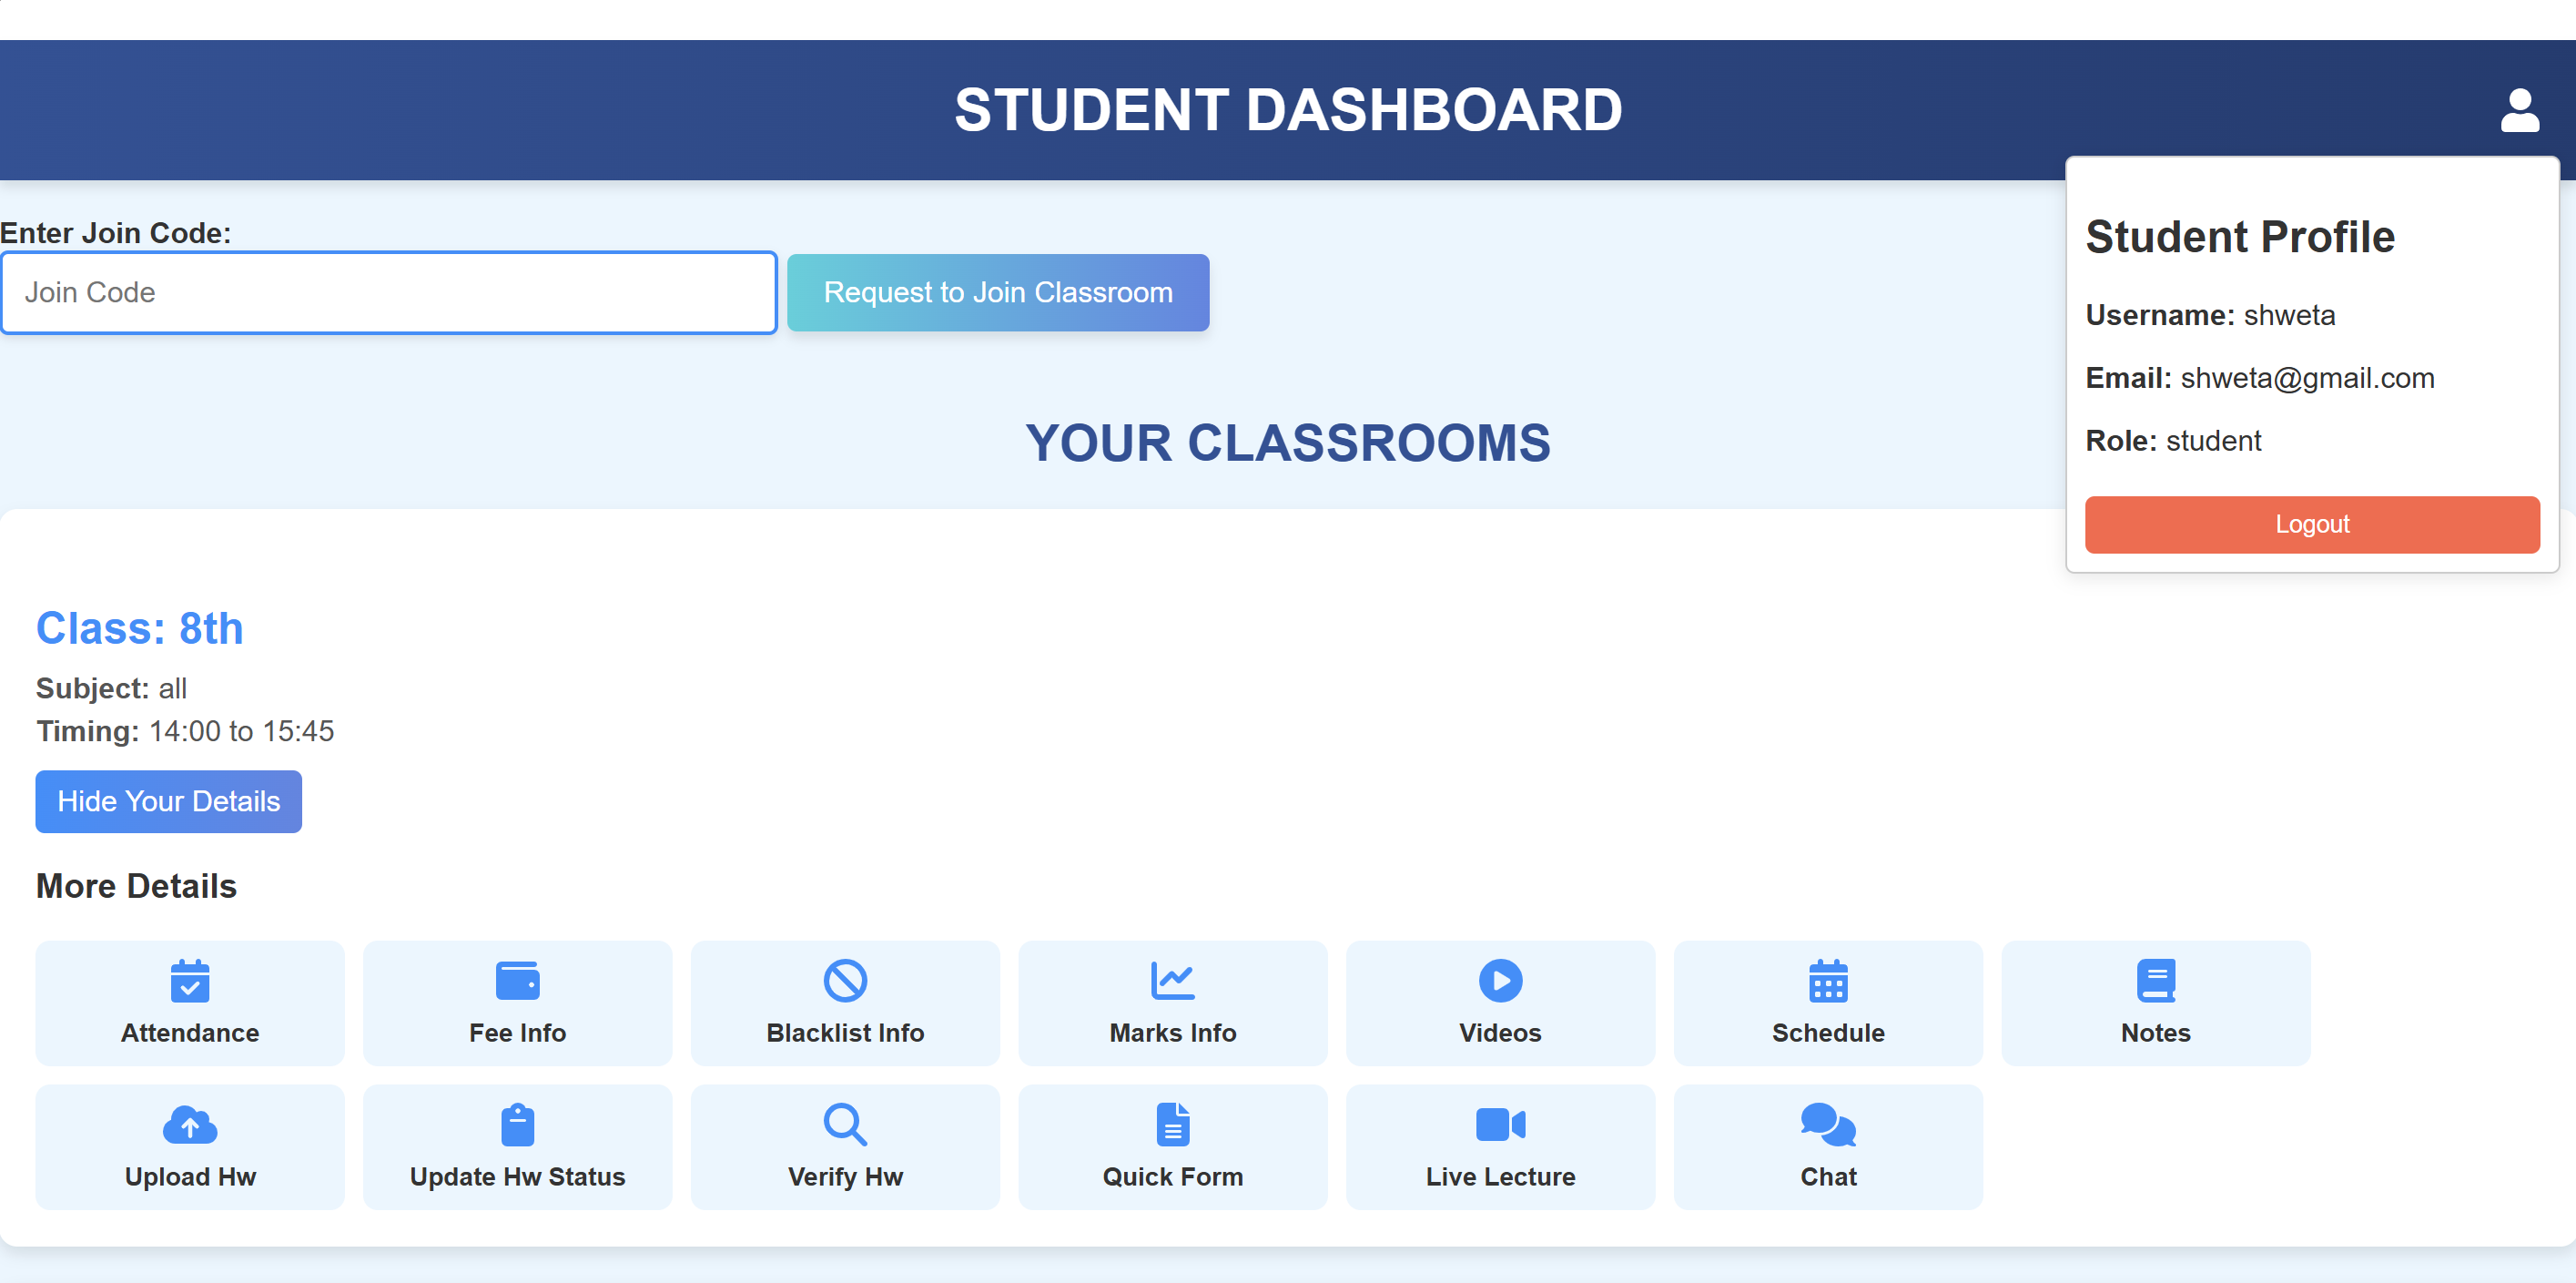 STUDENT DASHBOARD
Enter Join Code:
Join Code
Request to Join Classroom
Student Profile
Username: shweta
Email: shweta@gmail.com
Role: student
Logout
YOUR CLASSROOMS
Class: 8th
Subject: all
Timing: 14:00 to 15:45
Hide Your Details
More Details
Attendance
Fee Info
Blacklist Info
Marks Info
Videos
Schedule
Notes
Upload Hw
Update Hw Status
Verify Hw
Quick Form
Live Lecture
Chat